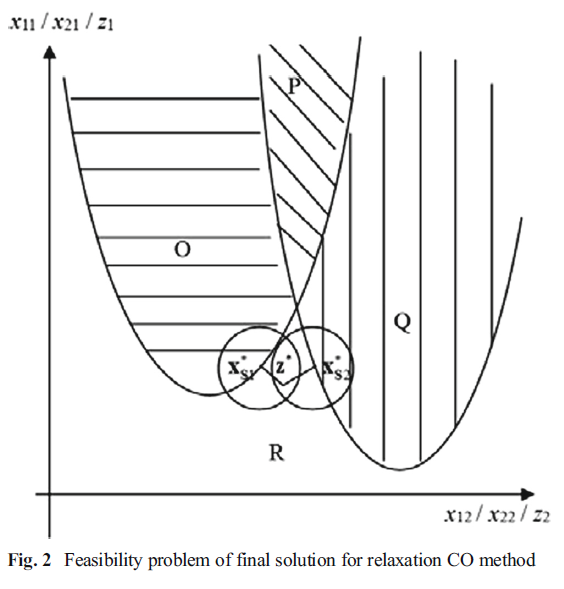 x11 / x21 / z1
P
O
Q
x*S1 z* x*S2
R
x12 / x22 / z2
Fig. 2 Feasibility problem of final solution for relaxation CO method